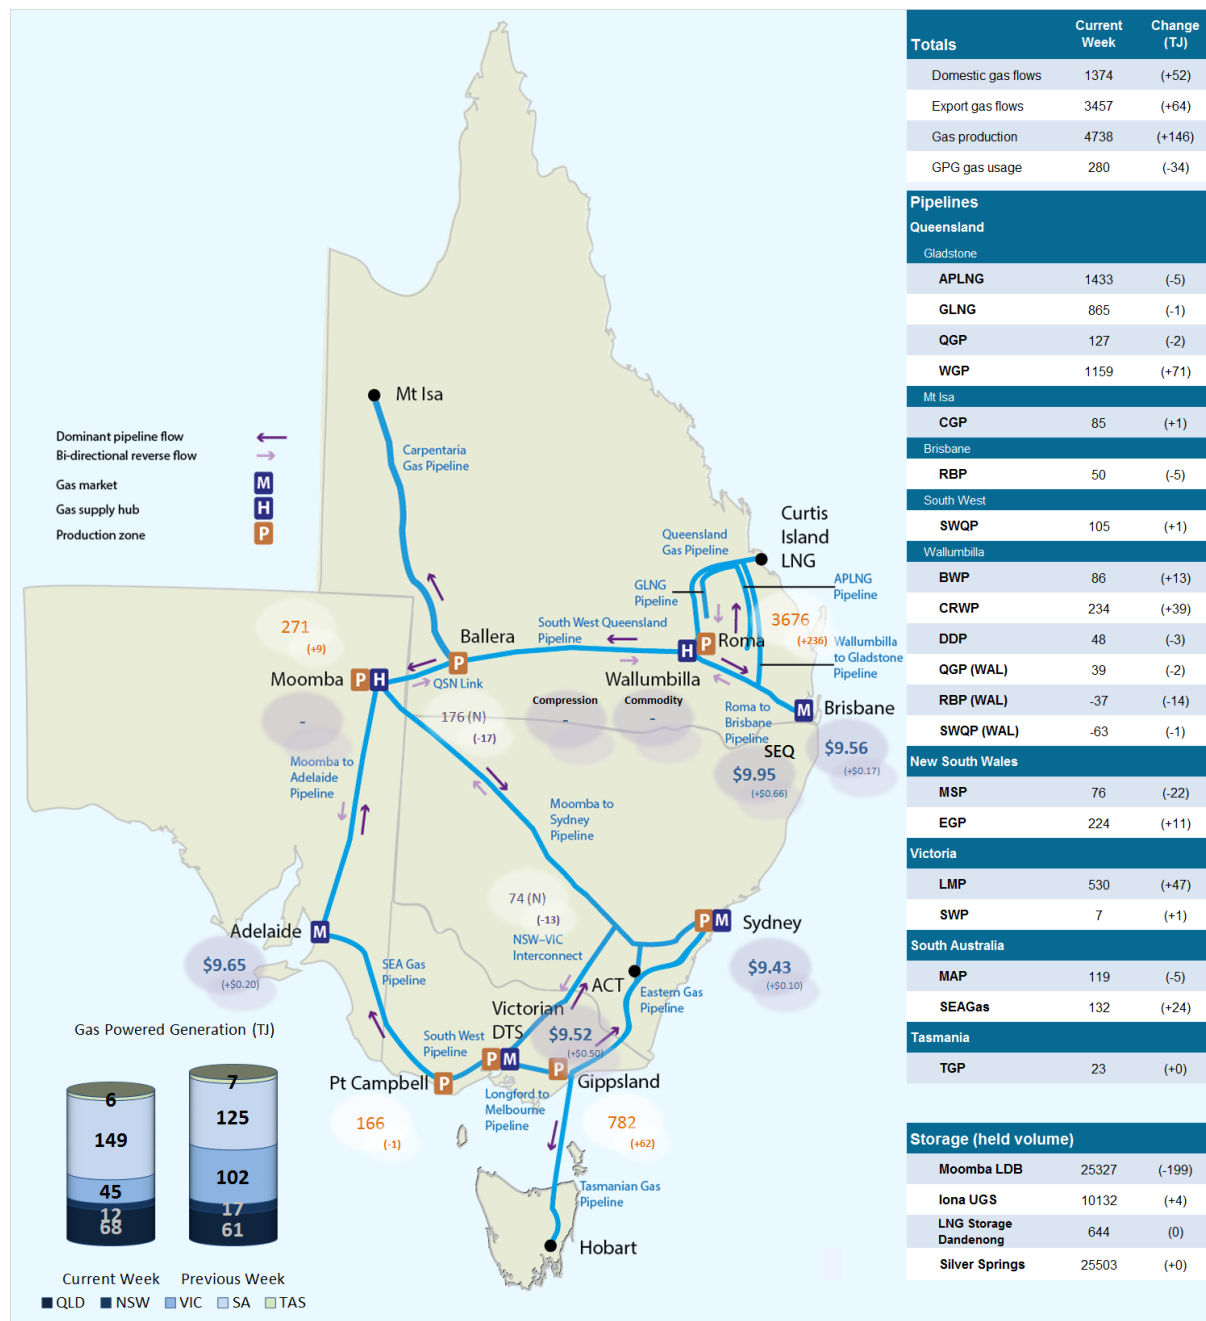 Mt Isa
Carpentaria
Gas Pipeline
Dominant pipeline flow
Bi-directional reverse flow
Gas market M
Gas supply hub H
Production zone P
Curtis
Island
LNG
Queensland
Gas Pipeline
GLNG
Pipeline
APLNG
Pipeline
3676
(+236)
271
(+9)
Ballera
P
South West Queensland
Pipeline
H P Roma
Wallumbilla
to Gladstone
Pipeline
Moomba P H
QSN Link
Wallumbilla
-
176 (N)
(-17)
Compression
-
Commodity
-
Roma to
Brisbane
Pipeline
M Brisbane
$9.56
(+$0.17)
SEQ
$9.95
(+$0.66)
Moomba to
Adelaide
Pipeline
Moomba to
Sydney
Pipeline
74 (N)
(-13)
NSW-VIC
Interconnect
P M Sydney
$9.43
(+$0.10)
Adelaide M
$9.65
(+$0.20)
SEA Gas
Pipeline
ACT
Eastern Gas
Pipeline
Victorian
DTS
$9.52
(+$0.50)
South West
Pipeline
P M
P
Gippsland
Pt Campbell P
Longford to
Melbourne
Pipeline
166
(-1)
782
(+62)
Tasmanian Gas
Pipeline
Hobart
Gas Powered Generation (TJ)
6
149
45
12
68
7
125
102
17
61
Current Week
Previous Week
QLD NSW VIC SA TAS
Totals Current Week Change (TJ)
Domestic gas flows 1374 (+52)
Export gas flows 3457 (+64)
Gas production 4738 (+146)
GPG gas usage 280 (-34)
Pipelines
Queensland
Gladstone
APLNG 1433 (-5)
GLNG 865 (-1)
QGP 127 (-2)
WGP 1159 (+71)
Mt Isa
CGP 85 (+1)
Brisbane
RBP 50 (-5)
South West
SWQP 105 (+1)
Wallumbilla
BWP 86 (+13)
CRWP 234 (+39)
DDP 48 (-3)
QGP (WAL) 39 (-2)
RBP (WAL) -37 (-14)
SWQP (WAL) -63 (-1)
New South Wales
MSP 76 (-22)
EGP 224 (+11)
Victoria
LMP 530 (+47)
SWP 7 (+1)
South Australia
MAP 119 (-5)
SEAGas 132 (+24)
Tasmania
TGP 23 (+0)
Storage (held volume)
Moomba LDB 25327 (-199)
Iona UGS 10132 (+4)
LNG Storage
Dandenong 644 (0)
Silver Springs 25503 (+0)